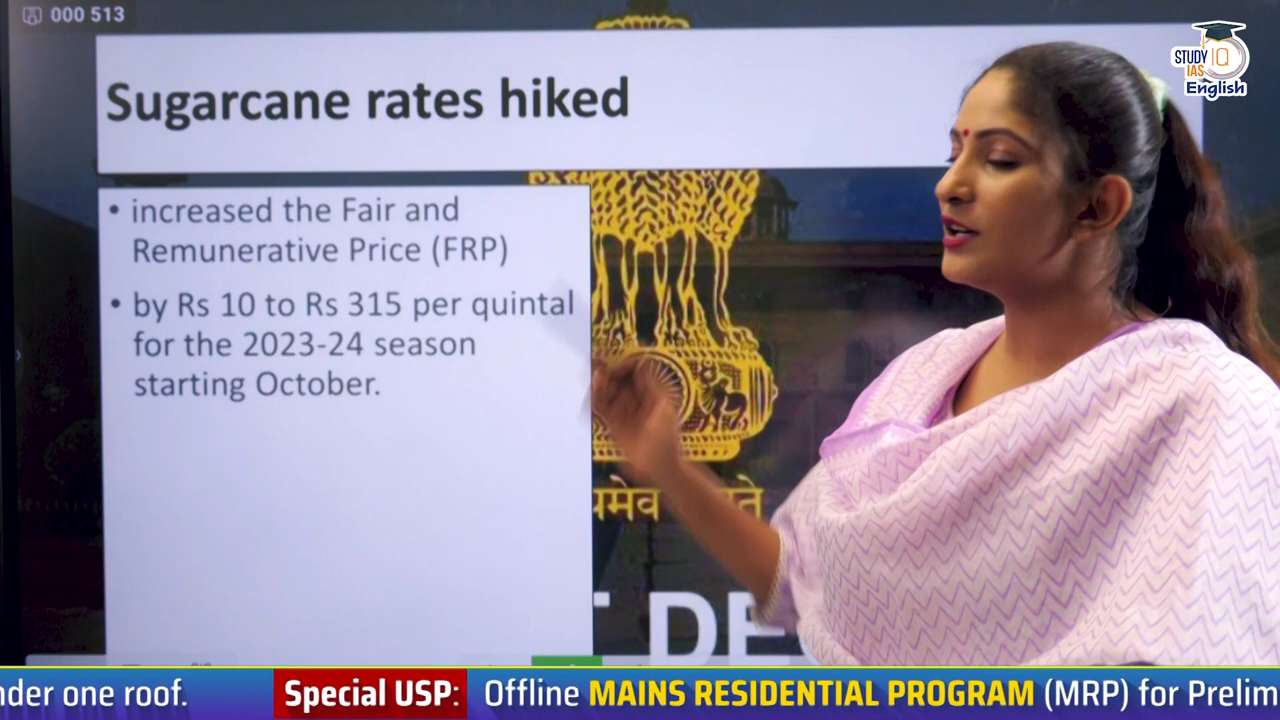 000 513
STUDY IQ
IAS
English
Sugarcane rates hiked
• increased the Fair and
Remunerative Price (FRP)
• by Rs 10 to Rs 315 per quintal
for the 2023-24 season
starting October.
DE
nder one roof. Special USP: Offline MAINS RESIDENTIAL PROGRAM (MRP) for Prelim